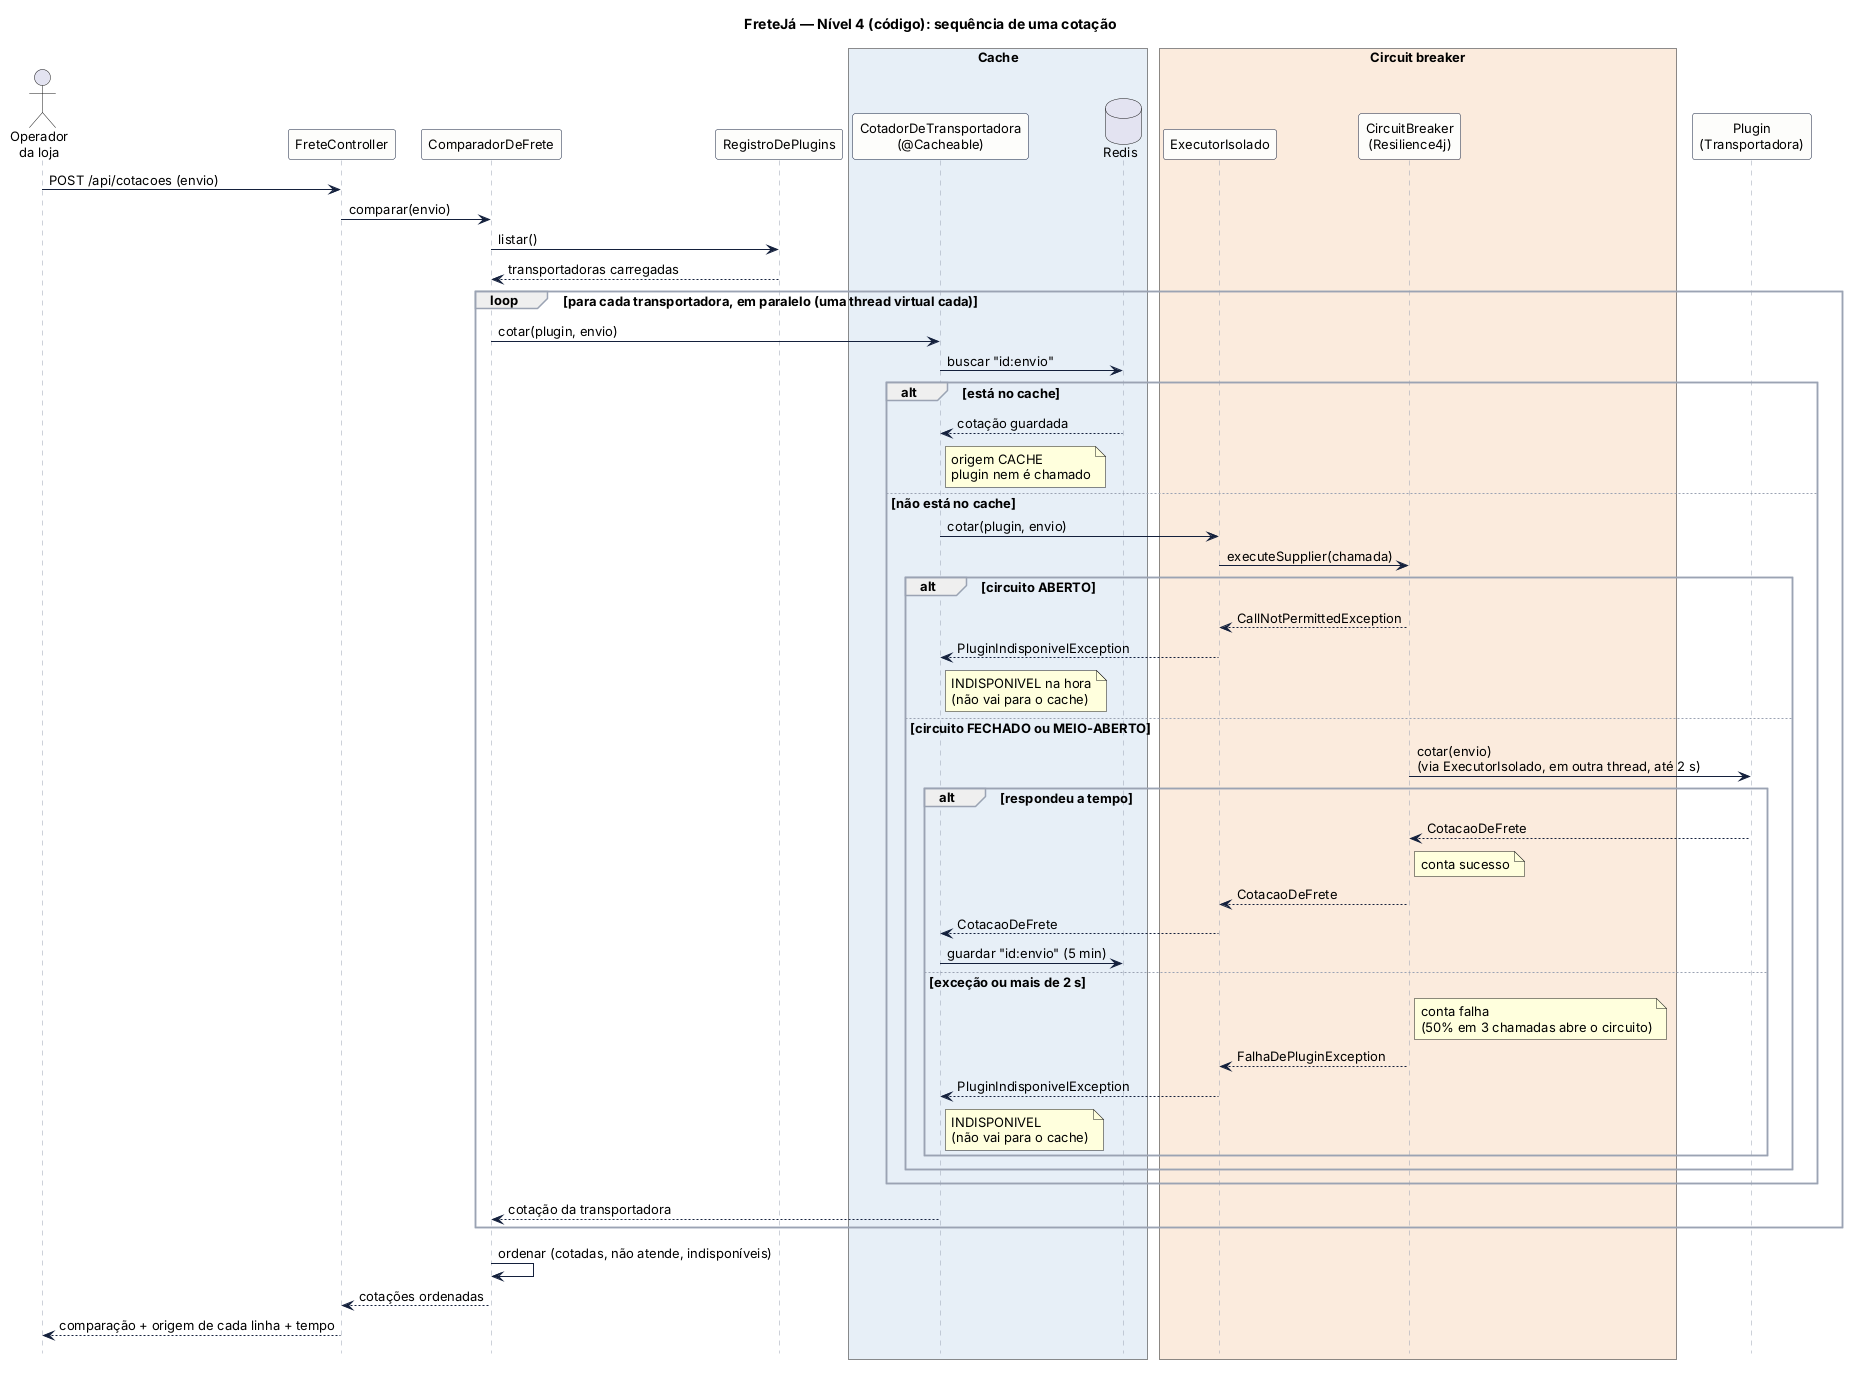 FreteJá — Nível 4 (código): sequência de uma cotação
Cache
Circuit breaker
Operador
da loja
FreteController
ComparadorDeFrete
RegistroDePlugins
CotadorDeTransportadora
(@Cacheable)
Redis
ExecutorIsolado
CircuitBreaker
(Resilience4j)
Plugin
(Transportadora)
POST /api/cotacoes (envio)
comparar(envio)
listar()
transportadoras carregadas
loop
[para cada transportadora, em paralelo (uma thread virtual cada)]
cotar(plugin, envio)
buscar "id:envio"
alt
[está no cache]
cotação guardada
origem CACHE
plugin nem é chamado
[não está no cache]
cotar(plugin, envio)
executeSupplier(chamada)
alt
[circuito ABERTO]
CallNotPermittedException
PluginIndisponivelException
INDISPONIVEL na hora
(não vai para o cache)
[circuito FECHADO ou MEIO-ABERTO]
cotar(envio)
(via ExecutorIsolado, em outra thread, até 2 s)
alt
[respondeu a tempo]
CotacaoDeFrete
conta sucesso
CotacaoDeFrete
CotacaoDeFrete
guardar "id:envio" (5 min)
[exceção ou mais de 2 s]
conta falha
(50% em 3 chamadas abre o circuito)
FalhaDePluginException
PluginIndisponivelException
INDISPONIVEL
(não vai para o cache)
cotação da transportadora
ordenar (cotadas, não atende, indisponíveis)
cotações ordenadas
comparação + origem de cada linha + tempo